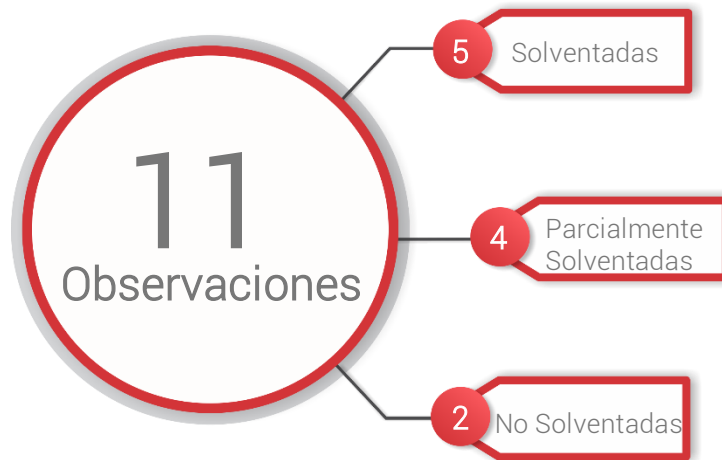 11
Observaciones
5
Solventadas
4
Parcialmente
Solventadas
2
No Solventadas